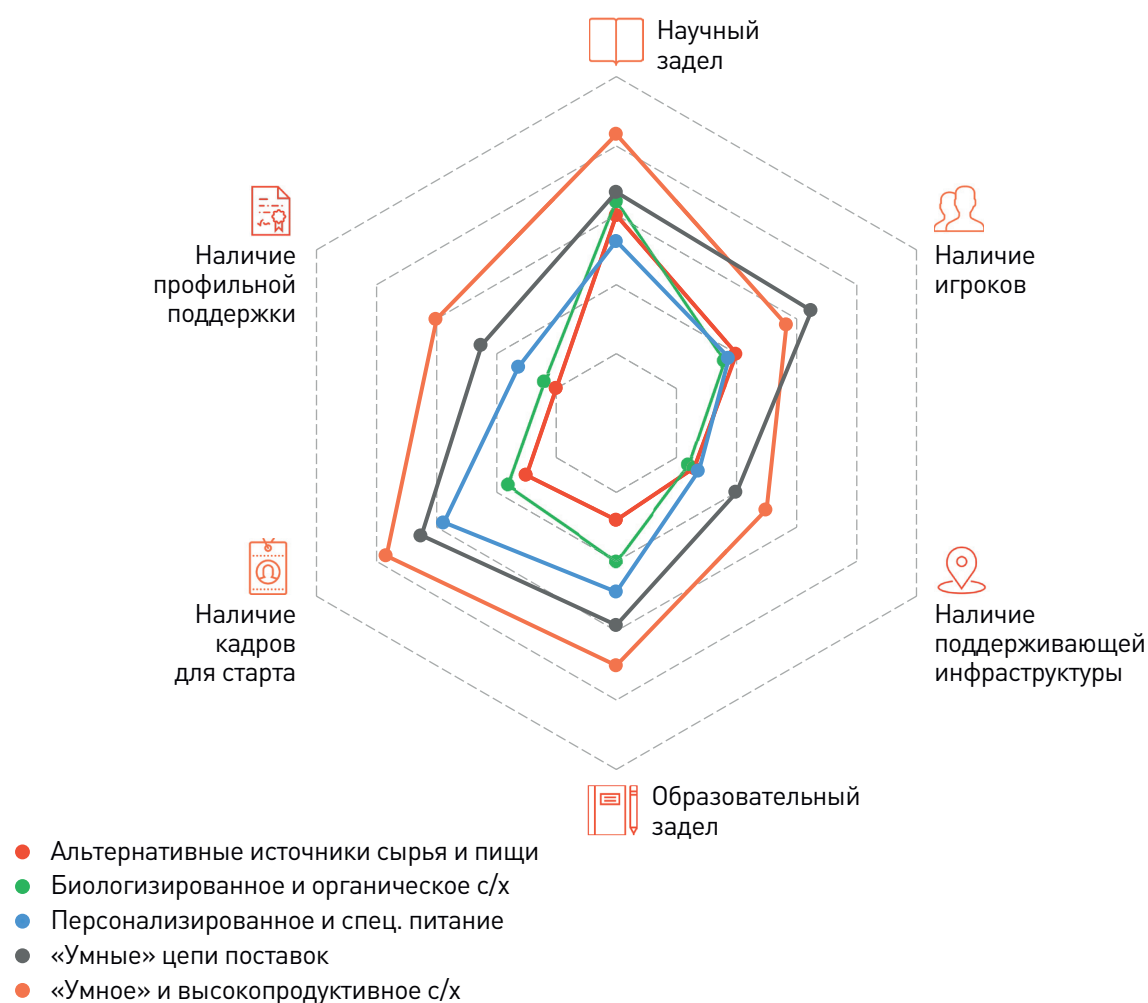 Научный
задел
Наличие
профильной
поддержки
Наличие
игроков
Наличие
кадров
для старта
Наличие
поддерживающей
инфраструктуры
Образовательный
задел
Альтернативные источники сырья и пищи
Биологизированное и органическое с/х
Персонализированное и спец. питание
«Умные» цепи поставок
«Умное» и высокопродуктивное с/х